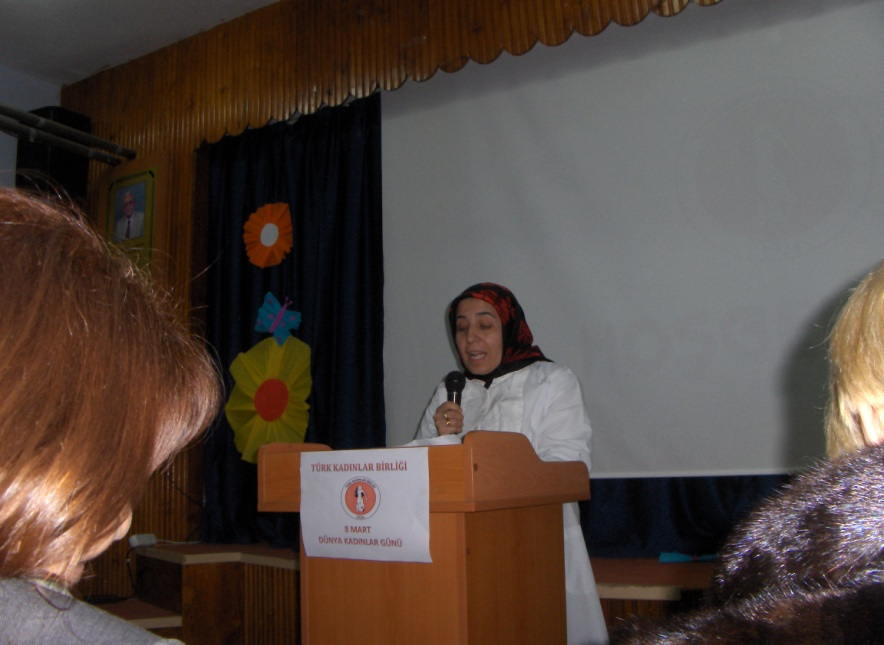 TÜRK KADINLAR BİRLİĞİ
8 MART
DÜNYA KADINLAR GÜNÜ